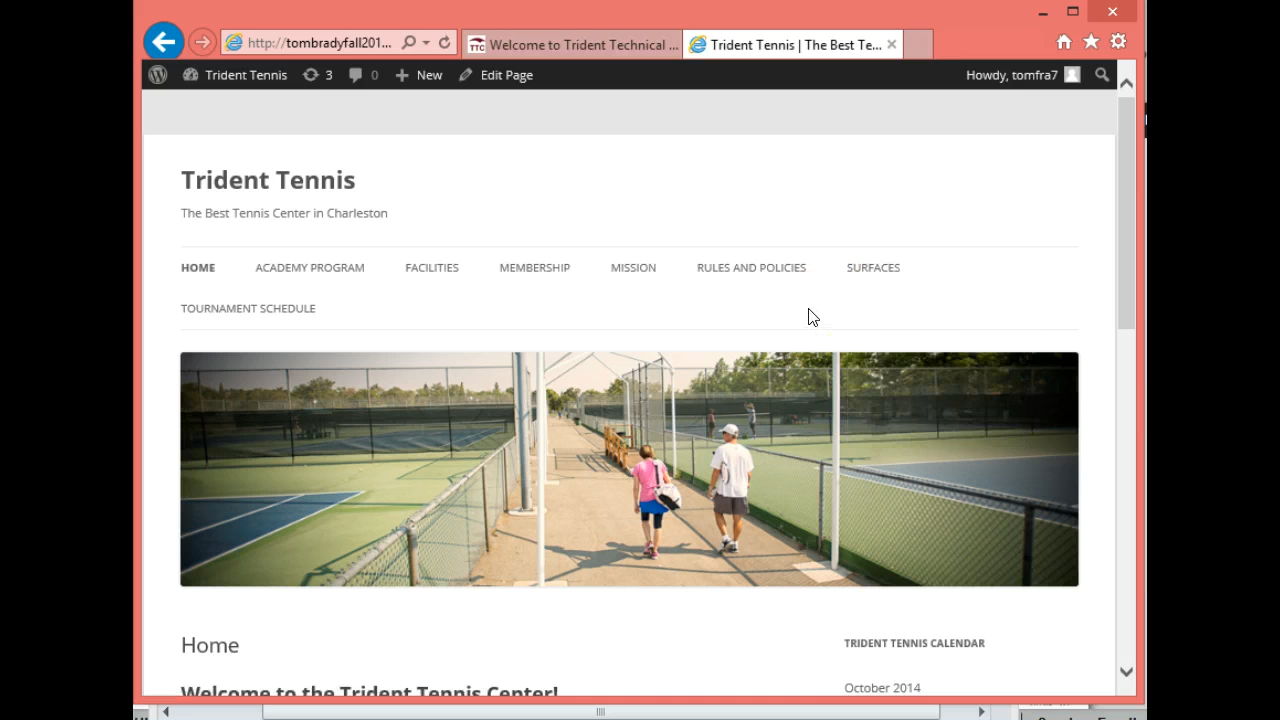 http://tombradyfall201...
TTC Welcome to Trident Technical ...
Trident Tennis | The Best Te...
Trident Tennis 3 0 New Edit Page Howdy, tomfra7
Trident Tennis
The Best Tennis Center in Charleston
HOME ACADEMY PROGRAM FACILITIES MEMBERSHIP MISSION RULES AND POLICIES SURFACES
TOURNAMENT SCHEDULE
Home
TRIDENT TENNIS CALENDAR
Welcome to the Trident Tennis Center!
October 2014